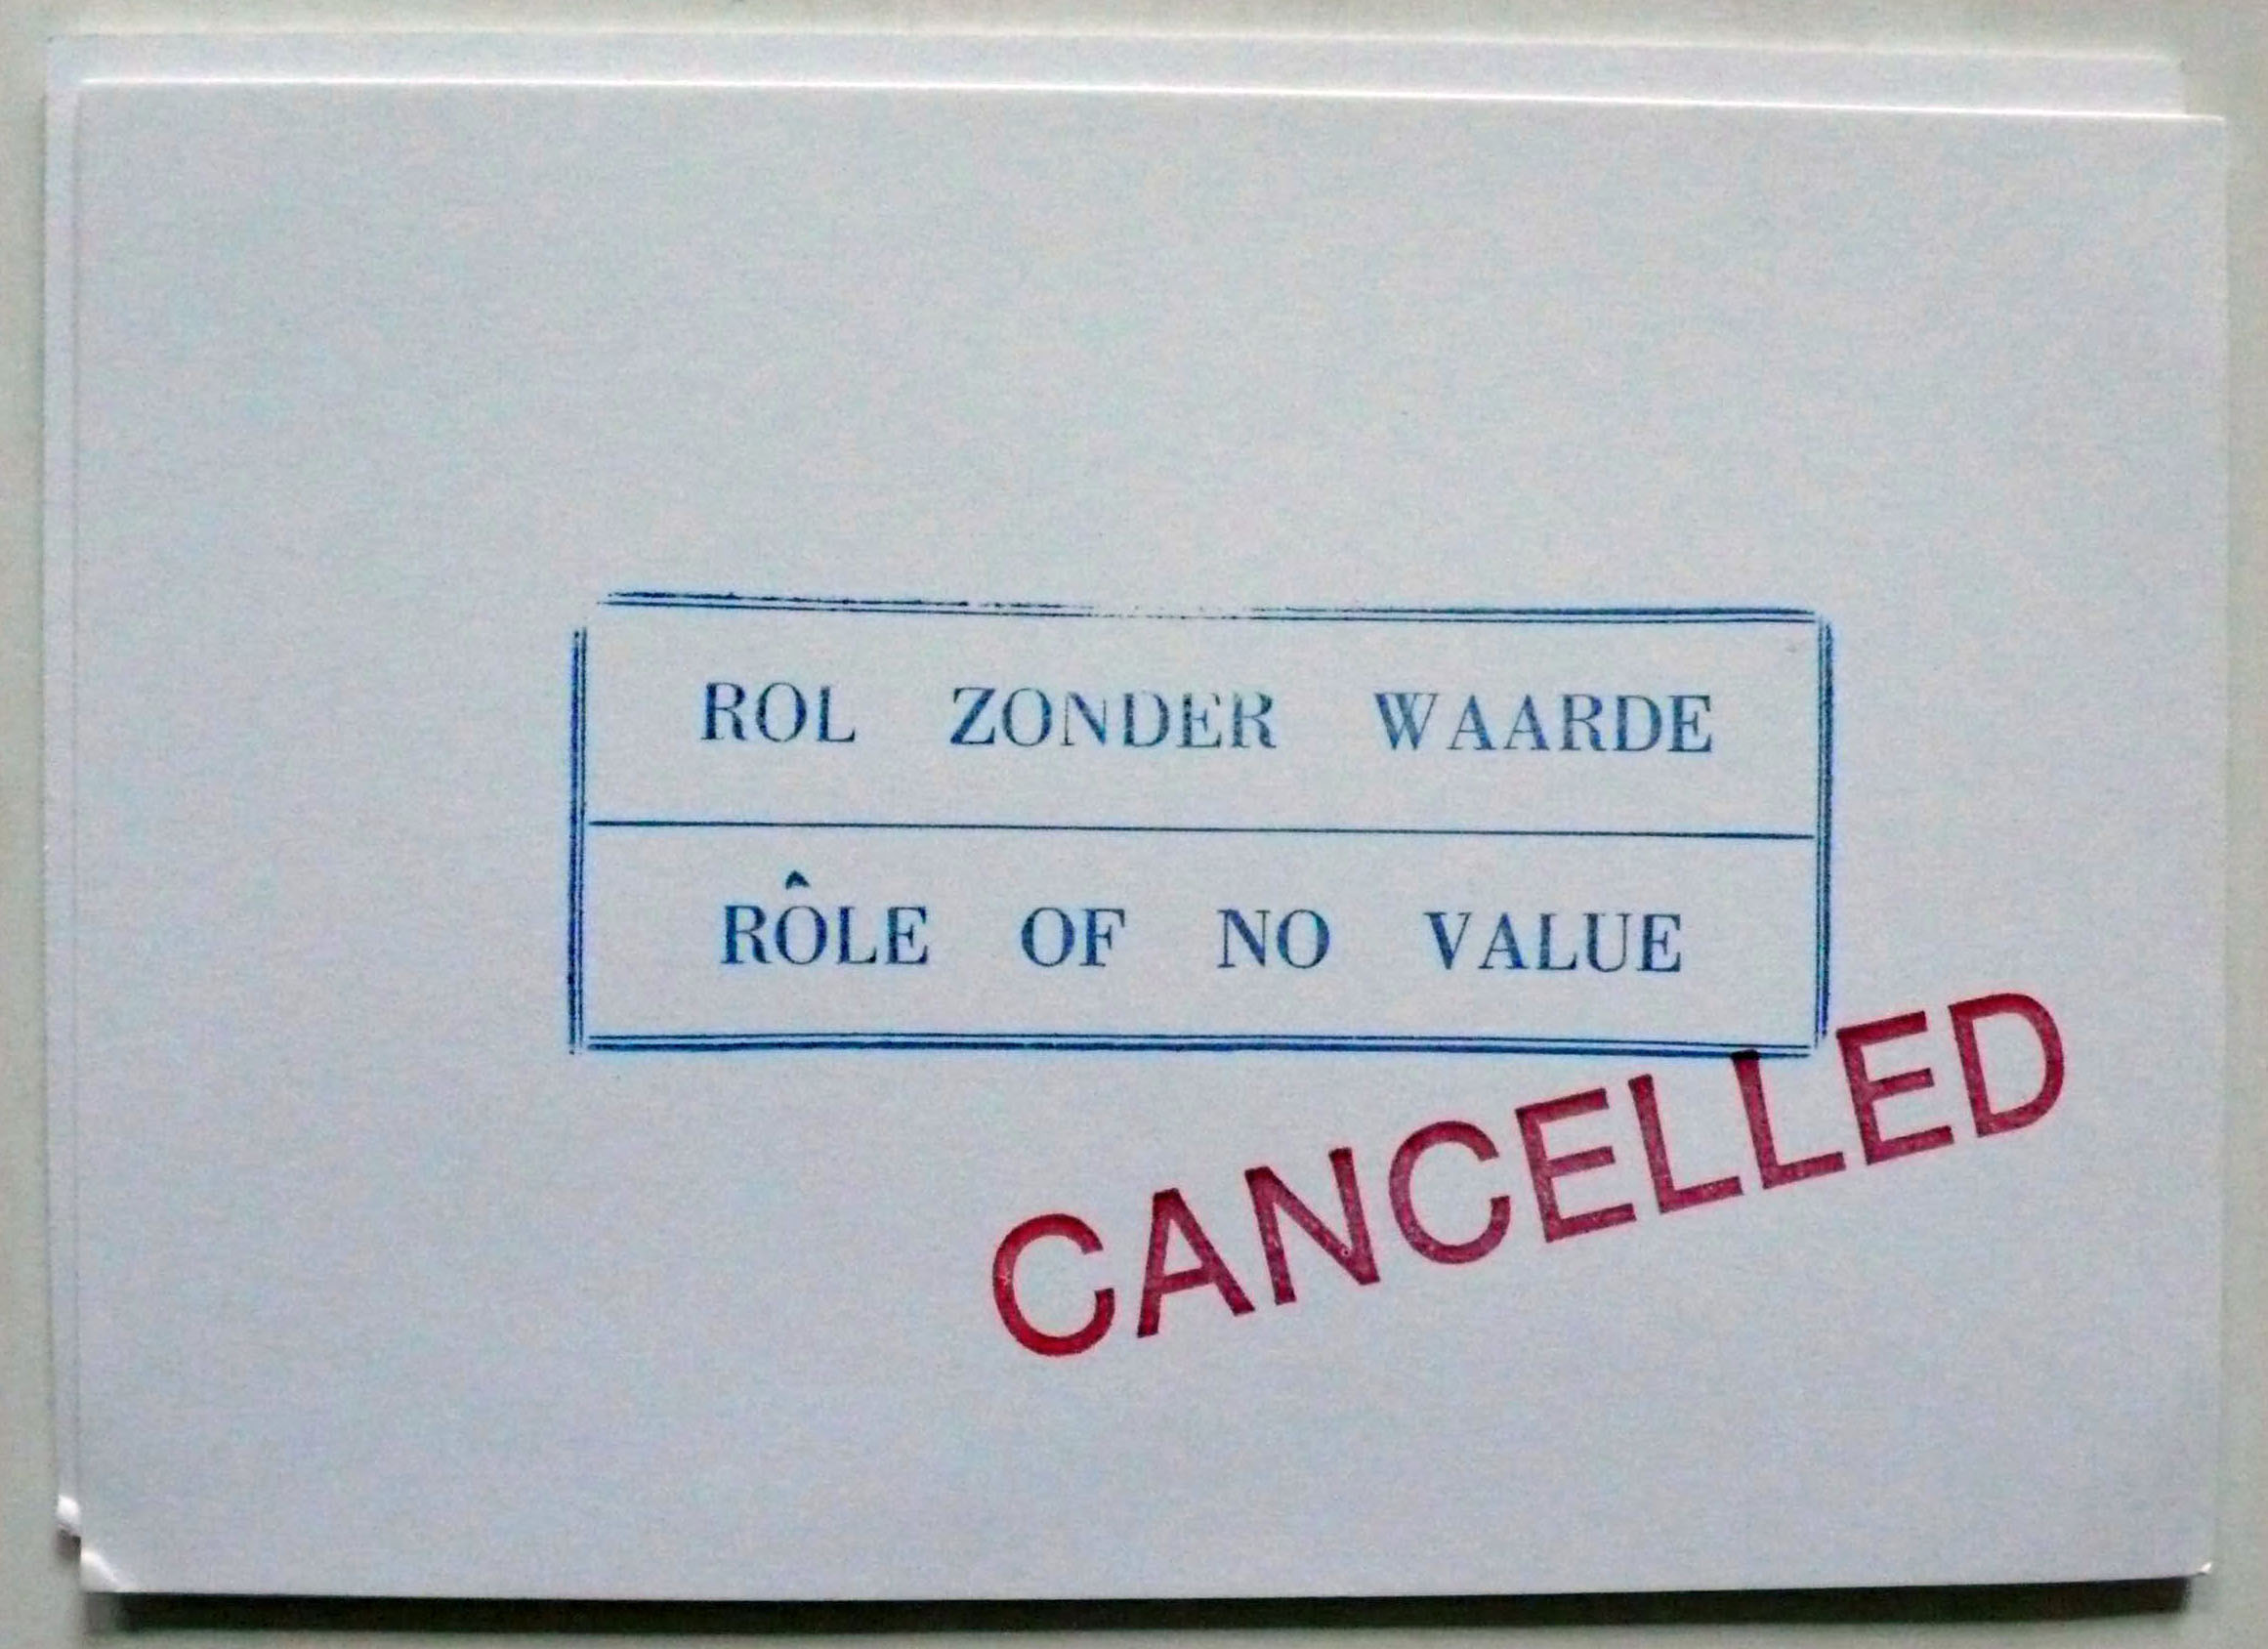 ROL ZONDER WAARDE
RÔLE OF NO VALUE
CANCELLED